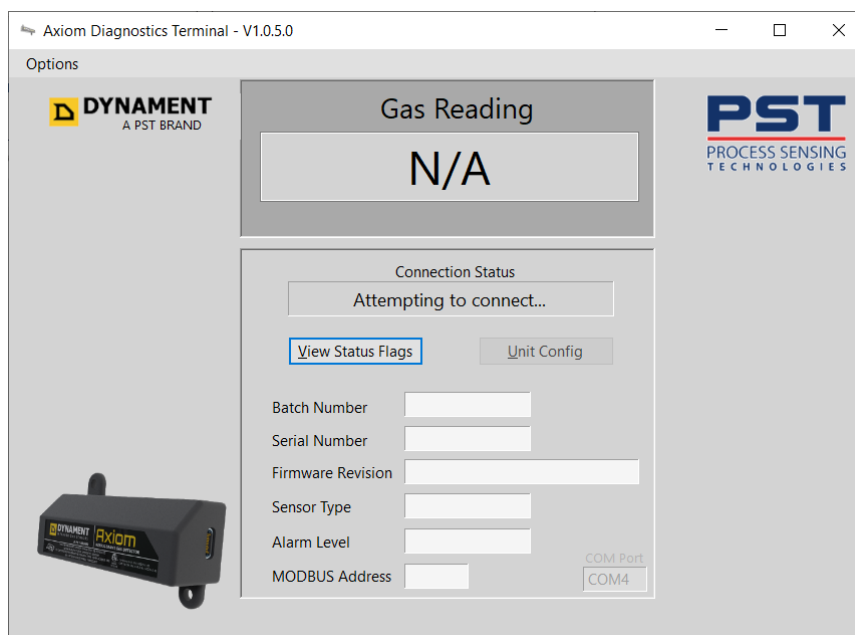 Axiom Diagnostics Terminal - V1.0.5.0
Options
DYNAMENT
A PST BRAND
Gas Reading
N/A
PST
PROCESS SENSING
TECHNOLOGIES
Connection Status
Attempting to connect...
View Status Flags
Unit Config
Batch Number
Serial Number
Firmware Revision
Sensor Type
Alarm Level
MODBUS Address
COM Port
COM4
DYNAMENT
Axiom